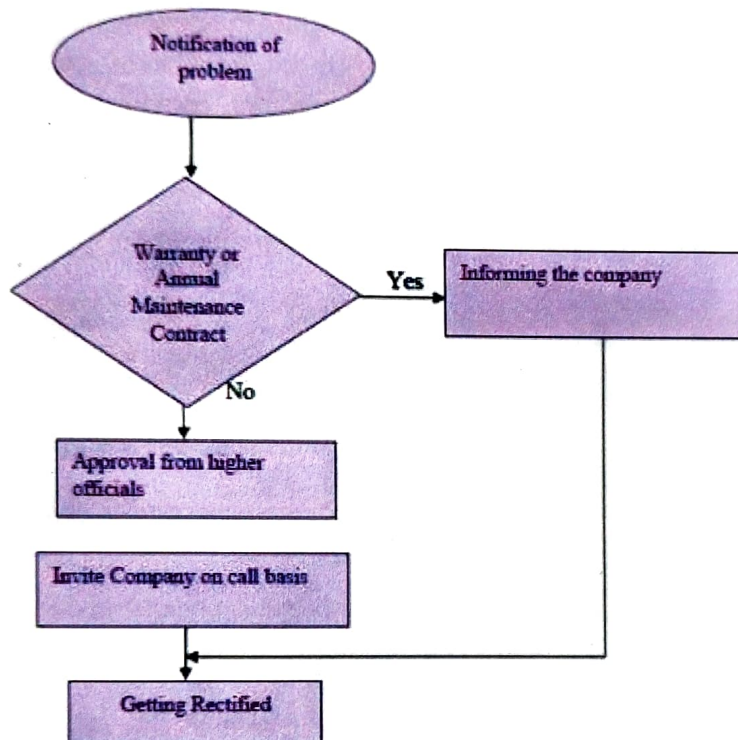 Notification of
problem
Warranty or
Annual
Maintenance
Contract
Yes
Informing the company
No
Approval from higher
officials
Invite Company on call basis
Getting Rectified